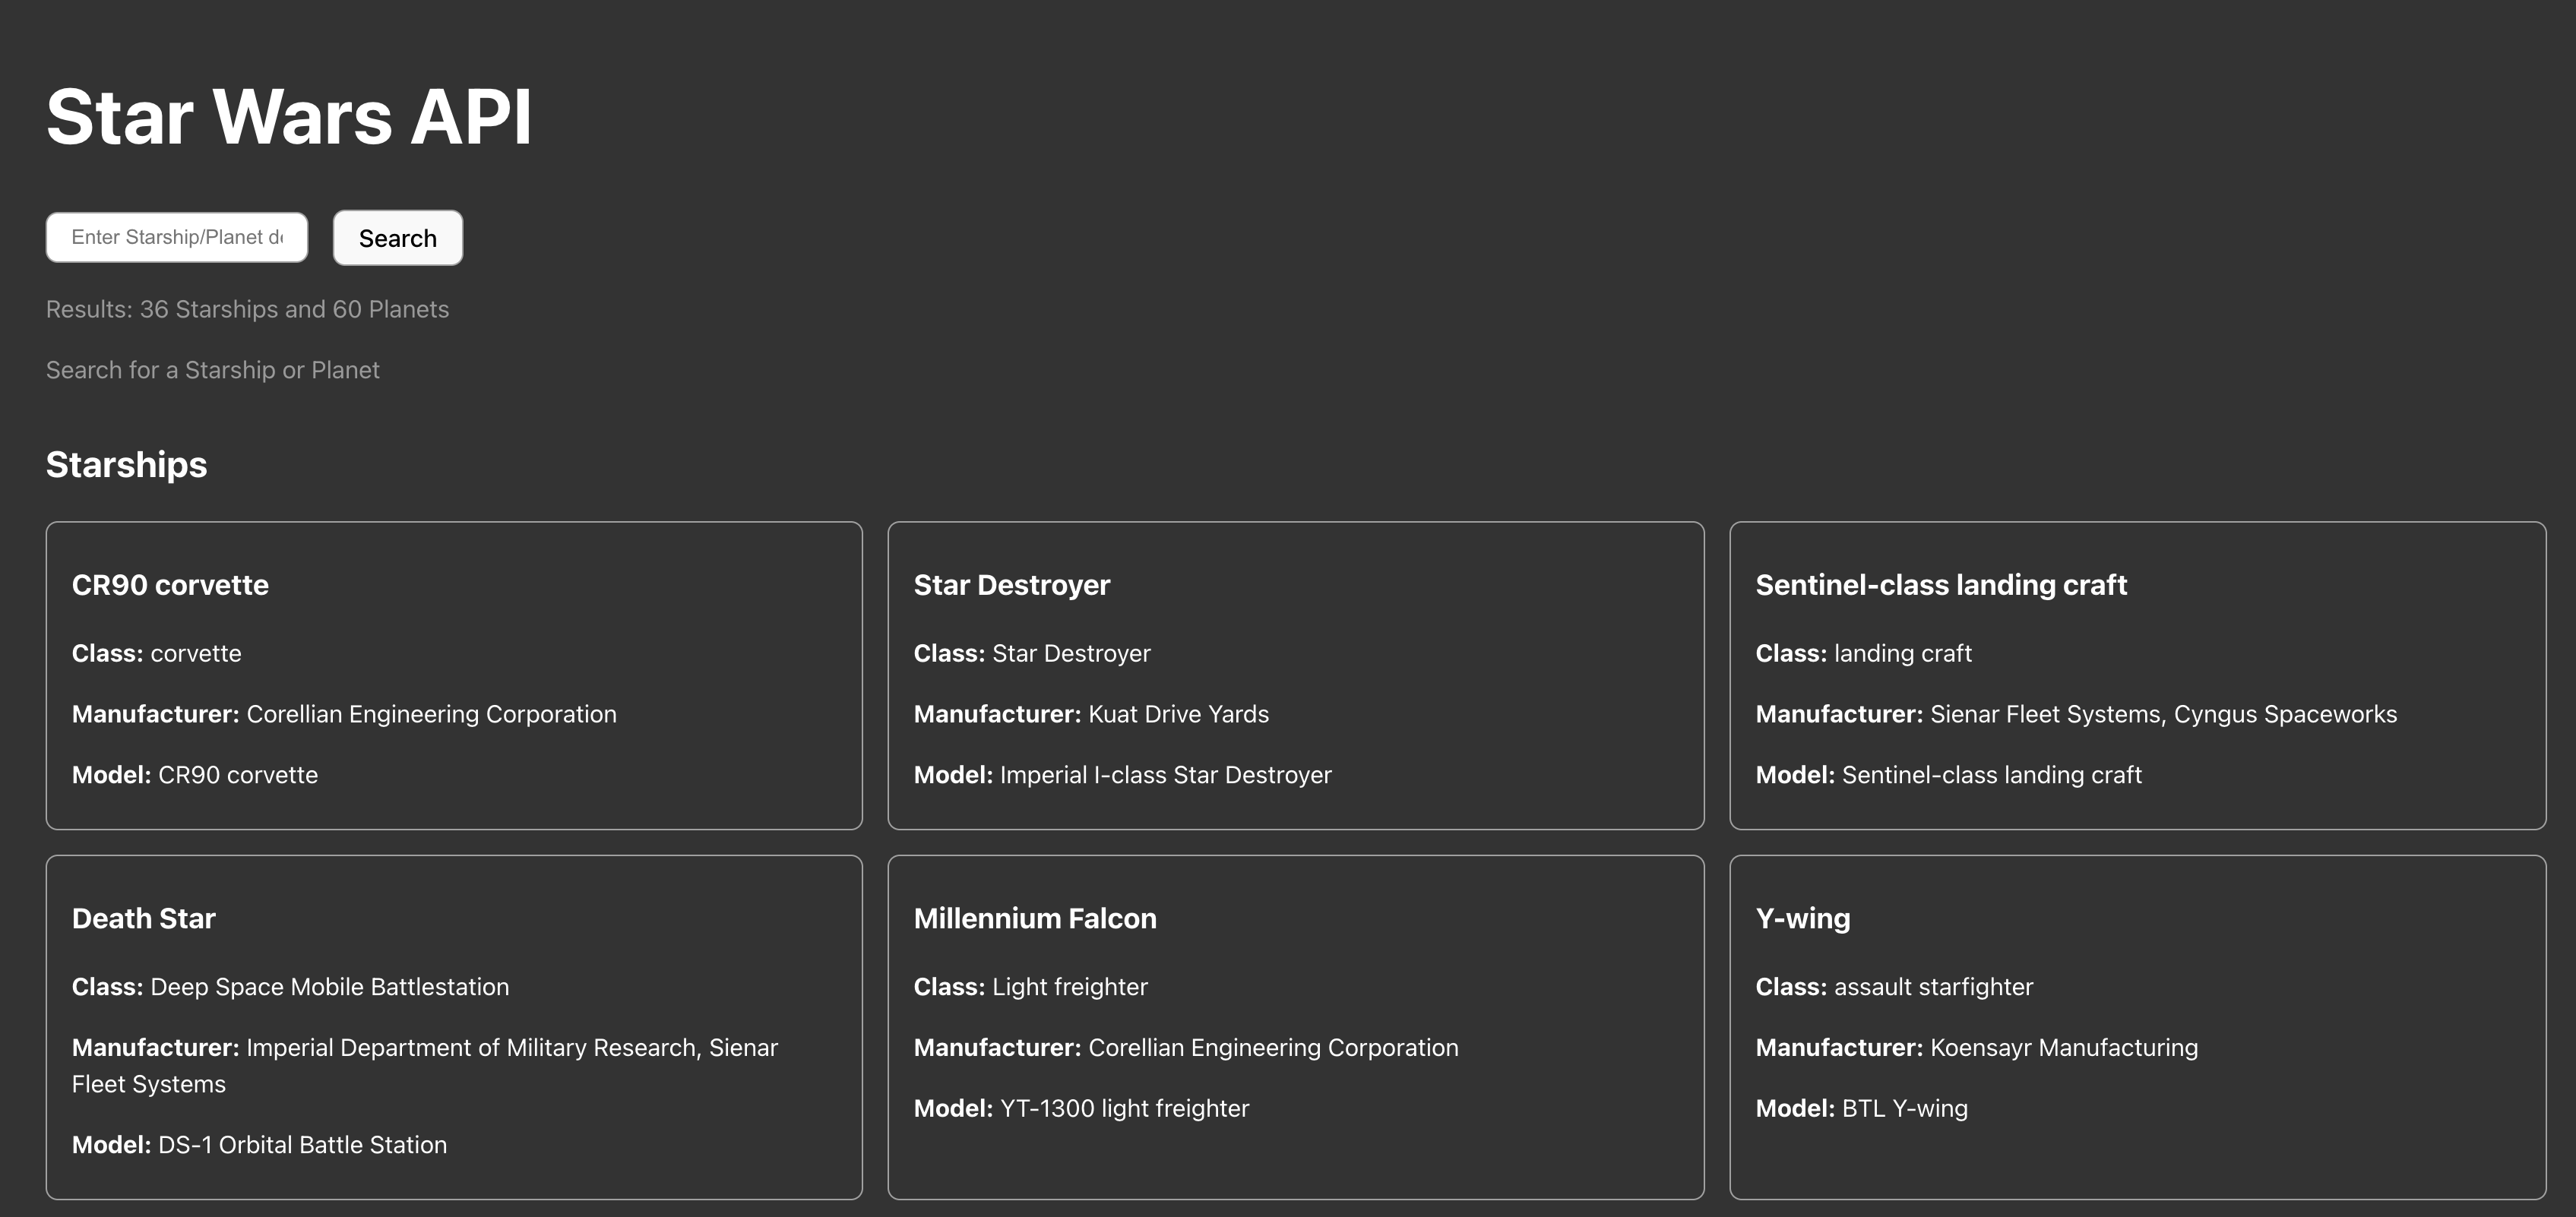 Star Wars API
Enter Starship/Planet de
Search
Results: 36 Starships and 60 Planets
Search for a Starship or Planet
Starships
CR90 corvette
Class: corvette
Manufacturer: Corellian Engineering Corporation
Model: CR90 corvette
Star Destroyer
Class: Star Destroyer
Manufacturer: Kuat Drive Yards
Model: Imperial I-class Star Destroyer
Sentinel-class landing craft
Class: landing craft
Manufacturer: Sienar Fleet Systems, Cyngus Spaceworks
Model: Sentinel-class landing craft
Death Star
Class: Deep Space Mobile Battlestation
Manufacturer: Imperial Department of Military Research, Sienar
Fleet Systems
Model: DS-1 Orbital Battle Station
Millennium Falcon
Class: Light freighter
Manufacturer: Corellian Engineering Corporation
Model: YT-1300 light freighter
Y-wing
Class: assault starfighter
Manufacturer: Koensayr Manufacturing
Model: BTL Y-wing